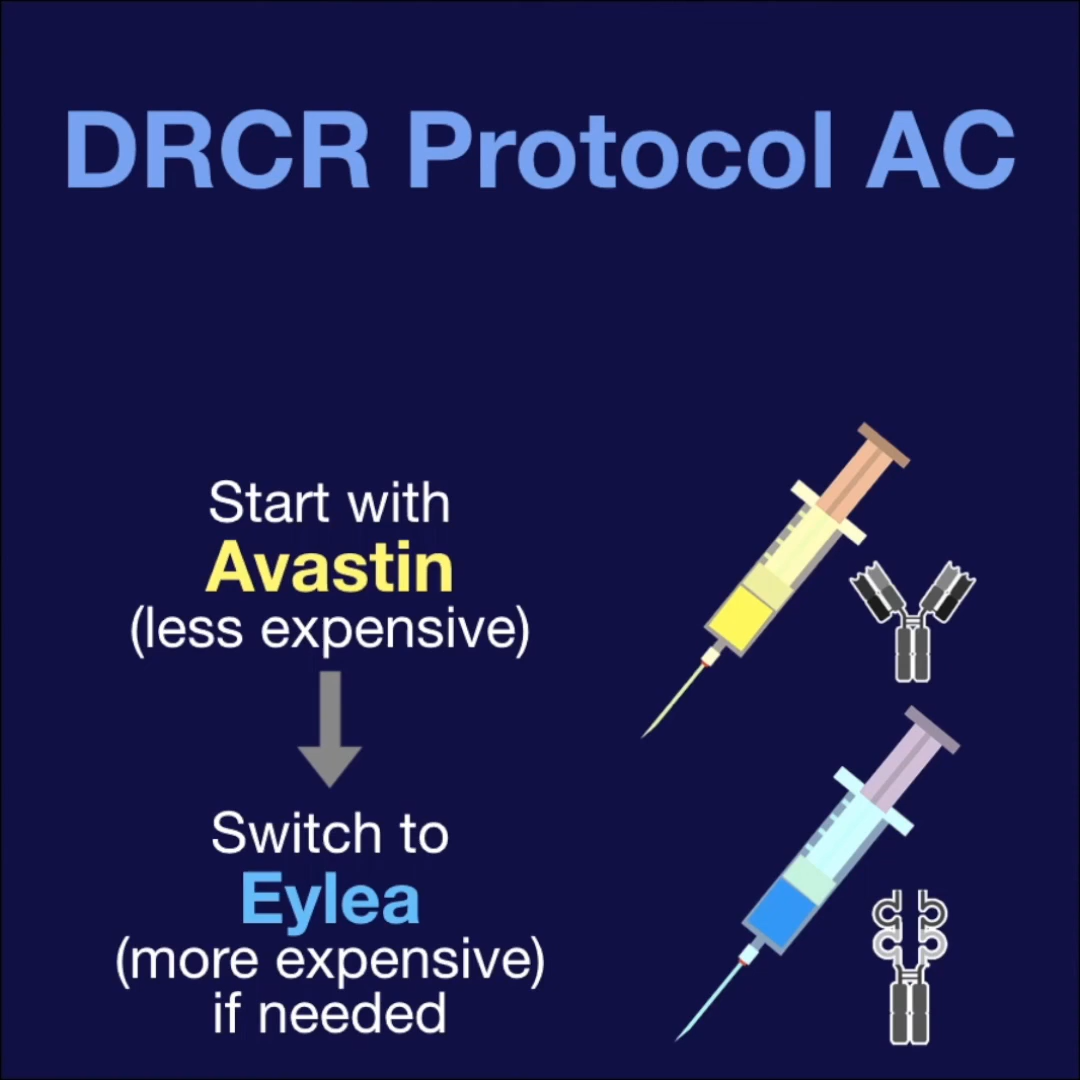 DRCR Protocol AC
Start with
Avastin
(less expensive)
Switch to
Eylea
(more expensive)
if needed